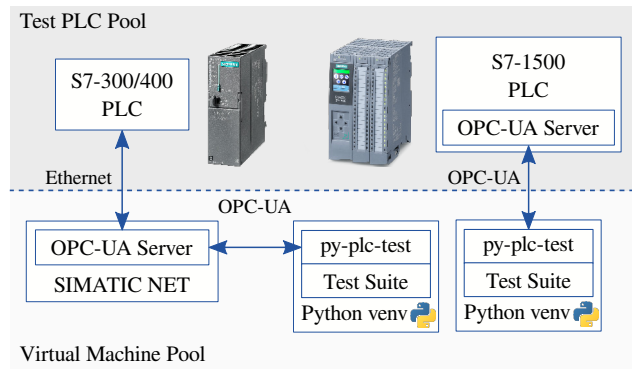 Test PLC Pool
S7-300/400
PLC
SIEMENS
S7-1500
PLC
OPC-UA Server
Ethernet
OPC-UA
OPC-UA
OPC-UA Server
SIMATIC NET
py-plc-test
Test Suite
Python venv
py-plc-test
Test Suite
Python venv
Virtual Machine Pool